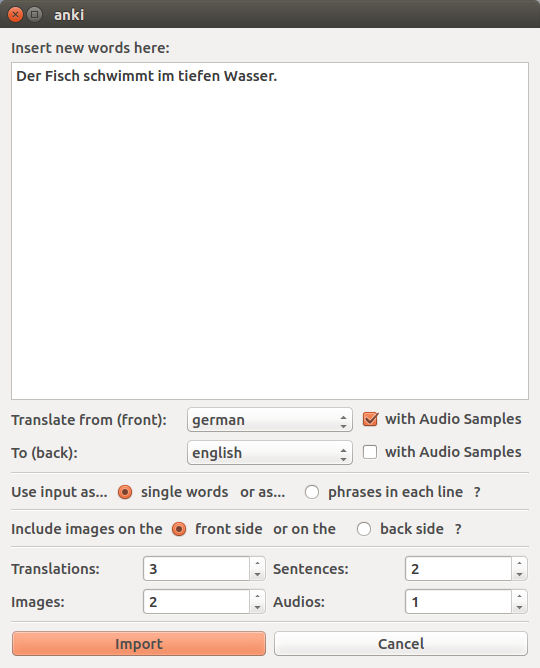 anki
Insert new words here:
Der Fisch schwimmt im tiefen Wasser.
Translate from (front): german with Audio Samples
To (back): english with Audio Samples
Use input as... single words or as... phrases in each line ?
Include images on the front side or on the back side ?
Translations: 3 Sentences: 2
Images: 2 Audios: 1
Import Cancel